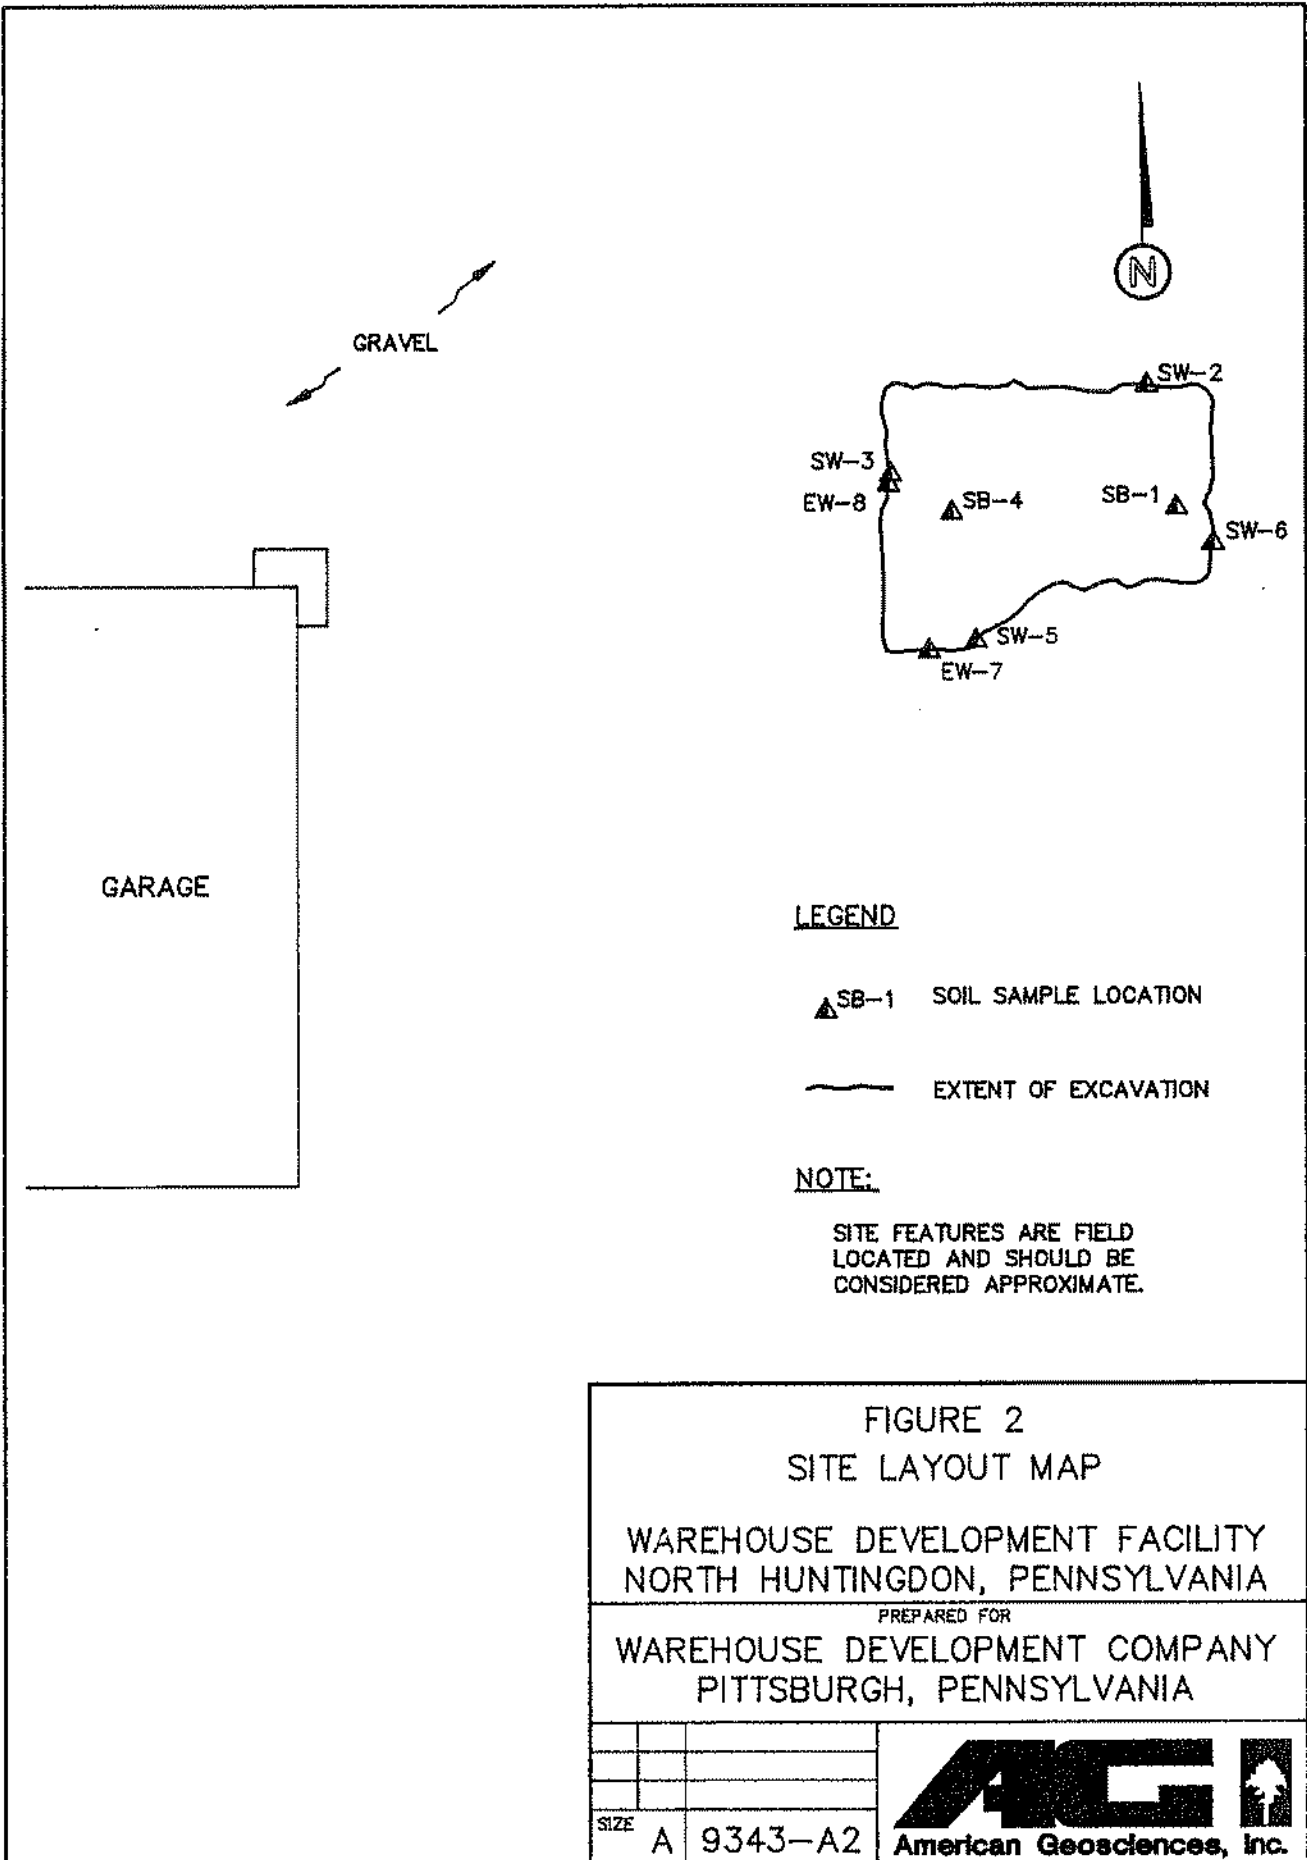 N
GRAVEL
SW-2
SW-3
EW-8
SB-4
SB-1
SW-6
SW-5
EW-7
GARAGE
LEGEND
SB-1 SOIL SAMPLE LOCATION
EXTENT OF EXCAVATION
NOTE:
SITE FEATURES ARE FIELD
LOCATED AND SHOULD BE
CONSIDERED APPROXIMATE.
FIGURE 2
SITE LAYOUT MAP
WAREHOUSE DEVELOPMENT FACILITY
NORTH HUNTINGDON, PENNSYLVANIA
PREPARED FOR
WAREHOUSE DEVELOPMENT COMPANY
PITTSBURGH, PENNSYLVANIA
SIZE A 9343-A2
AGI
American Geosciences, Inc.